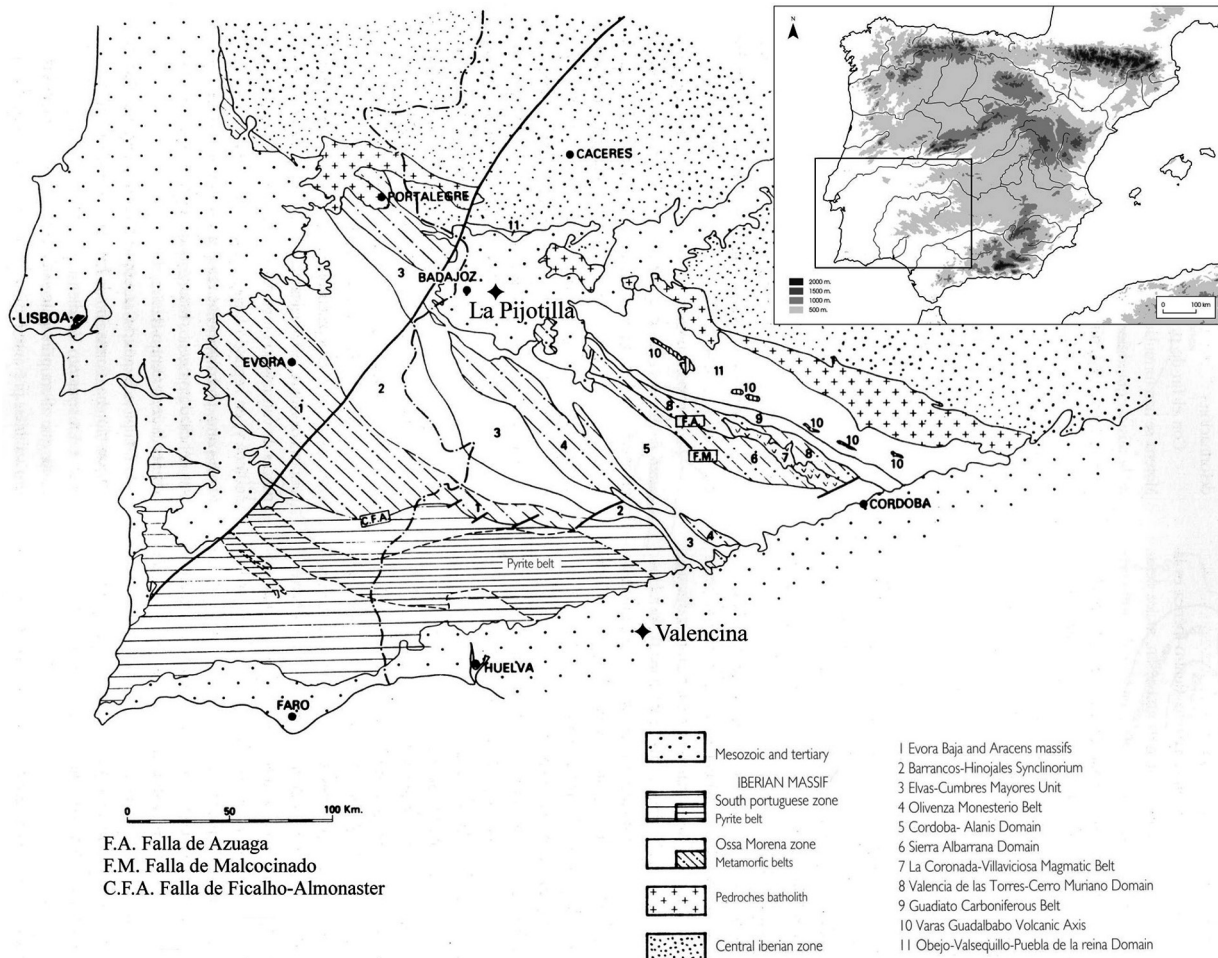 N
2000 m.
1500 m.
1000 m.
500 m.
0 100 km
CACERES
PORTALEGRE
11
3
BADAJOZ
La Pijotilla
LISBOA
EVORA
10
11
1
2
10
8
9
10
F.A.
10
3
4
5
F.M.
6
7
8
10
CORDOBA
C.F.A.
1
2
4
3
Pyrite belt
Valencina
HUELVA
FARO
0 50 100 Km.
F.A. Falla de Azuaga
F.M. Falla de Malcocinado
C.F.A. Falla de Ficalho-Almonaster
Mesozoic and tertiary
IBERIAN MASSIF
South portuguese zone
Pyrite belt
Ossa Morena zone
Metamorfic belts
Pedroches batholith
Central iberian zone
1 Evora Baja and Aracens massifs
2 Barrancos-Hinojales Synclinorium
3 Elvas-Cumbres Mayores Unit
4 Olivenza Monesterio Belt
5 Cordoba- Alanis Domain
6 Sierra Albarrana Domain
7 La Coronada-Villaviciosa Magmatic Belt
8 Valencia de las Torres-Cerro Muriano Domain
9 Guadiato Carboniferous Belt
10 Varas Guadalbabo Volcanic Axis
11 Obejo-Valsequillo-Puebla de la reina Domain